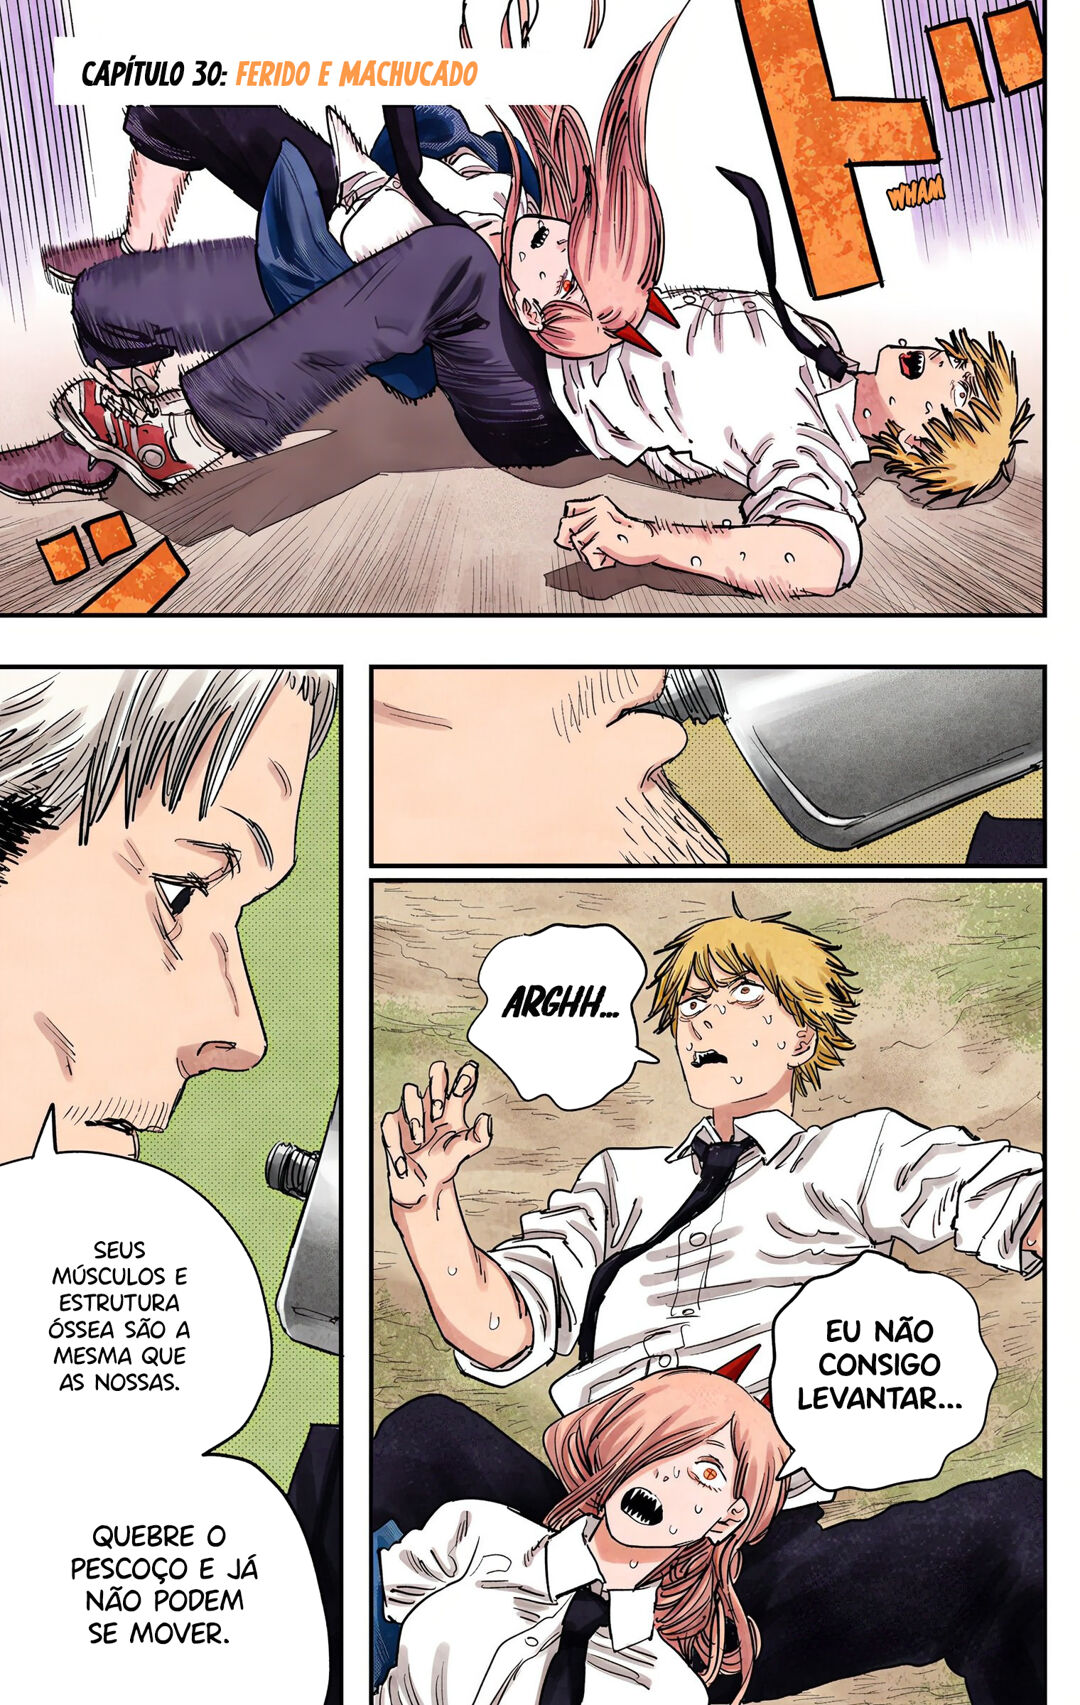 CAPÍTULO 30: FERIDO E MACHUCADO
ドド
WHAM
ARGHH...
EU NÃO
CONSIGO
LEVANTAR...
SEUS
MÚSCULOS E
ESTRUTURA
ÓSSEA SÃO A
MESMA QUE
AS NOSSAS.
QUEBRE O
PESCOÇO E JÁ
NÃO PODEM
SE MOVER.